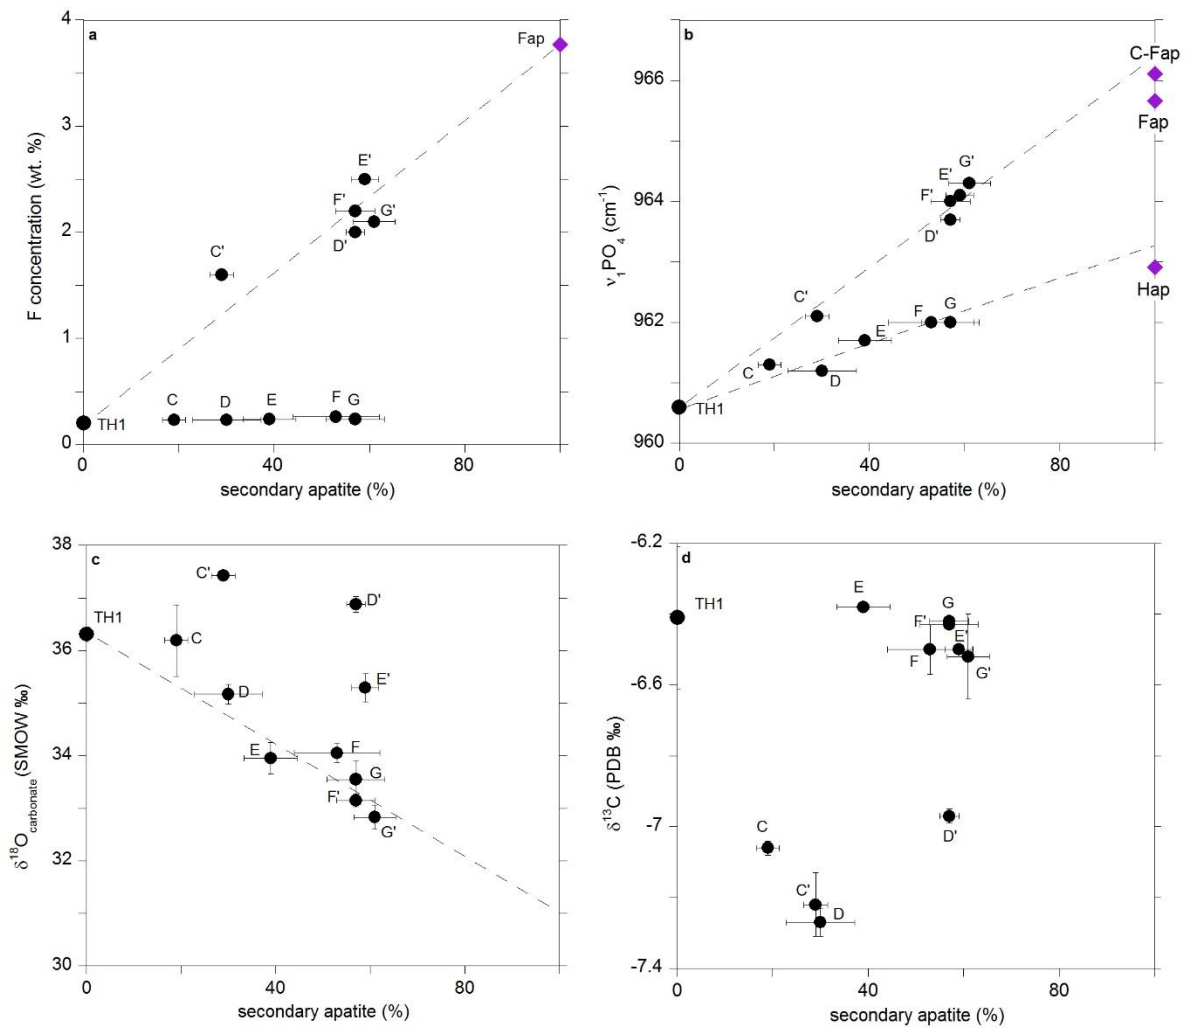 a
4
3
2
1
0
F concentration (wt. %)
Fap
E'
F'
G'
D'
C'
C
D
E
F
G
TH1
0
40
80
secondary apatite (%)
b
966
964
962
960
ν₁PO₄ (cm⁻¹)
C-Fap
Fap
Hap
G'
E'
F'
D'
C'
G
F
E
C
D
TH1
0
40
80
secondary apatite (%)
c
38
36
34
32
30
δ¹⁸Ocarbonate (SMOW ‰)
C'
D'
TH1
C
E'
D
E
F
G
F'
G'
0
40
80
secondary apatite (%)
d
-6.2
-6.6
-7
-7.4
δ¹³C (PDB ‰)
TH1
E
G
F'
E'
F
G'
C
D'
C'
D
0
40
80
secondary apatite (%)